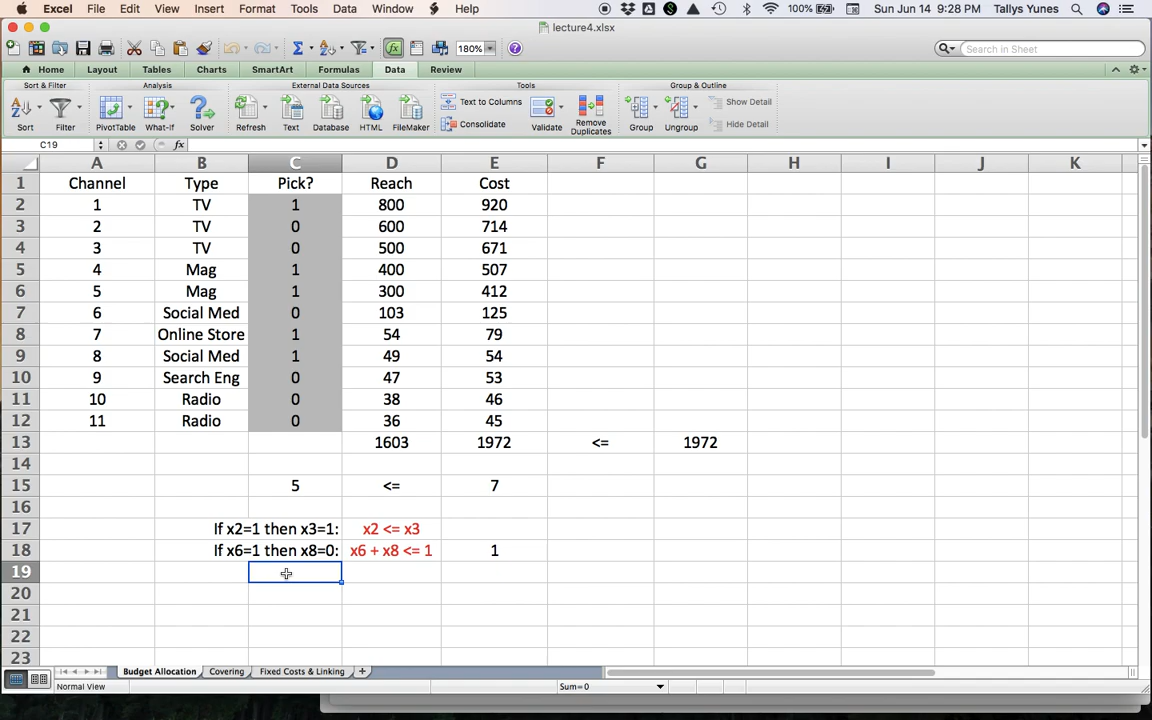 Excel File Edit View Insert Format Tools Data Window Help 100% Sun Jun 14 9:28 PM Tallys Yunes
lecture4.xlsx
180% Search in Sheet
Home Layout Tables Charts SmartArt Formulas Data Review
Sort & Filter Analysis External Data Sources Tools Group & Outline
Sort Filter PivotTable What-If Solver Refresh Text Database HTML FileMaker Text to Columns Consolidate Validate Remove Duplicates Group Ungroup Show Detail Hide Detail
C19 fx
A B C D E F G H I J K
1 Channel Type Pick? Reach Cost
2 1 TV 1 800 920
3 2 TV 0 600 714
4 3 TV 0 500 671
5 4 Mag 1 400 507
6 5 Mag 1 300 412
7 6 Social Med 0 103 125
8 7 Online Store 1 54 79
9 8 Social Med 1 49 54
10 9 Search Eng 0 47 53
11 10 Radio 0 38 46
12 11 Radio 0 36 45
13 1603 1972 <= 1972
14
15 5 <= 7
16
17 If x2=1 then x3=1: x2 <= x3
18 If x6=1 then x8=0: x6 + x8 <= 1 1
19
20
21
22
23
Budget Allocation Covering Fixed Costs & Linking +
Normal View Sum=0